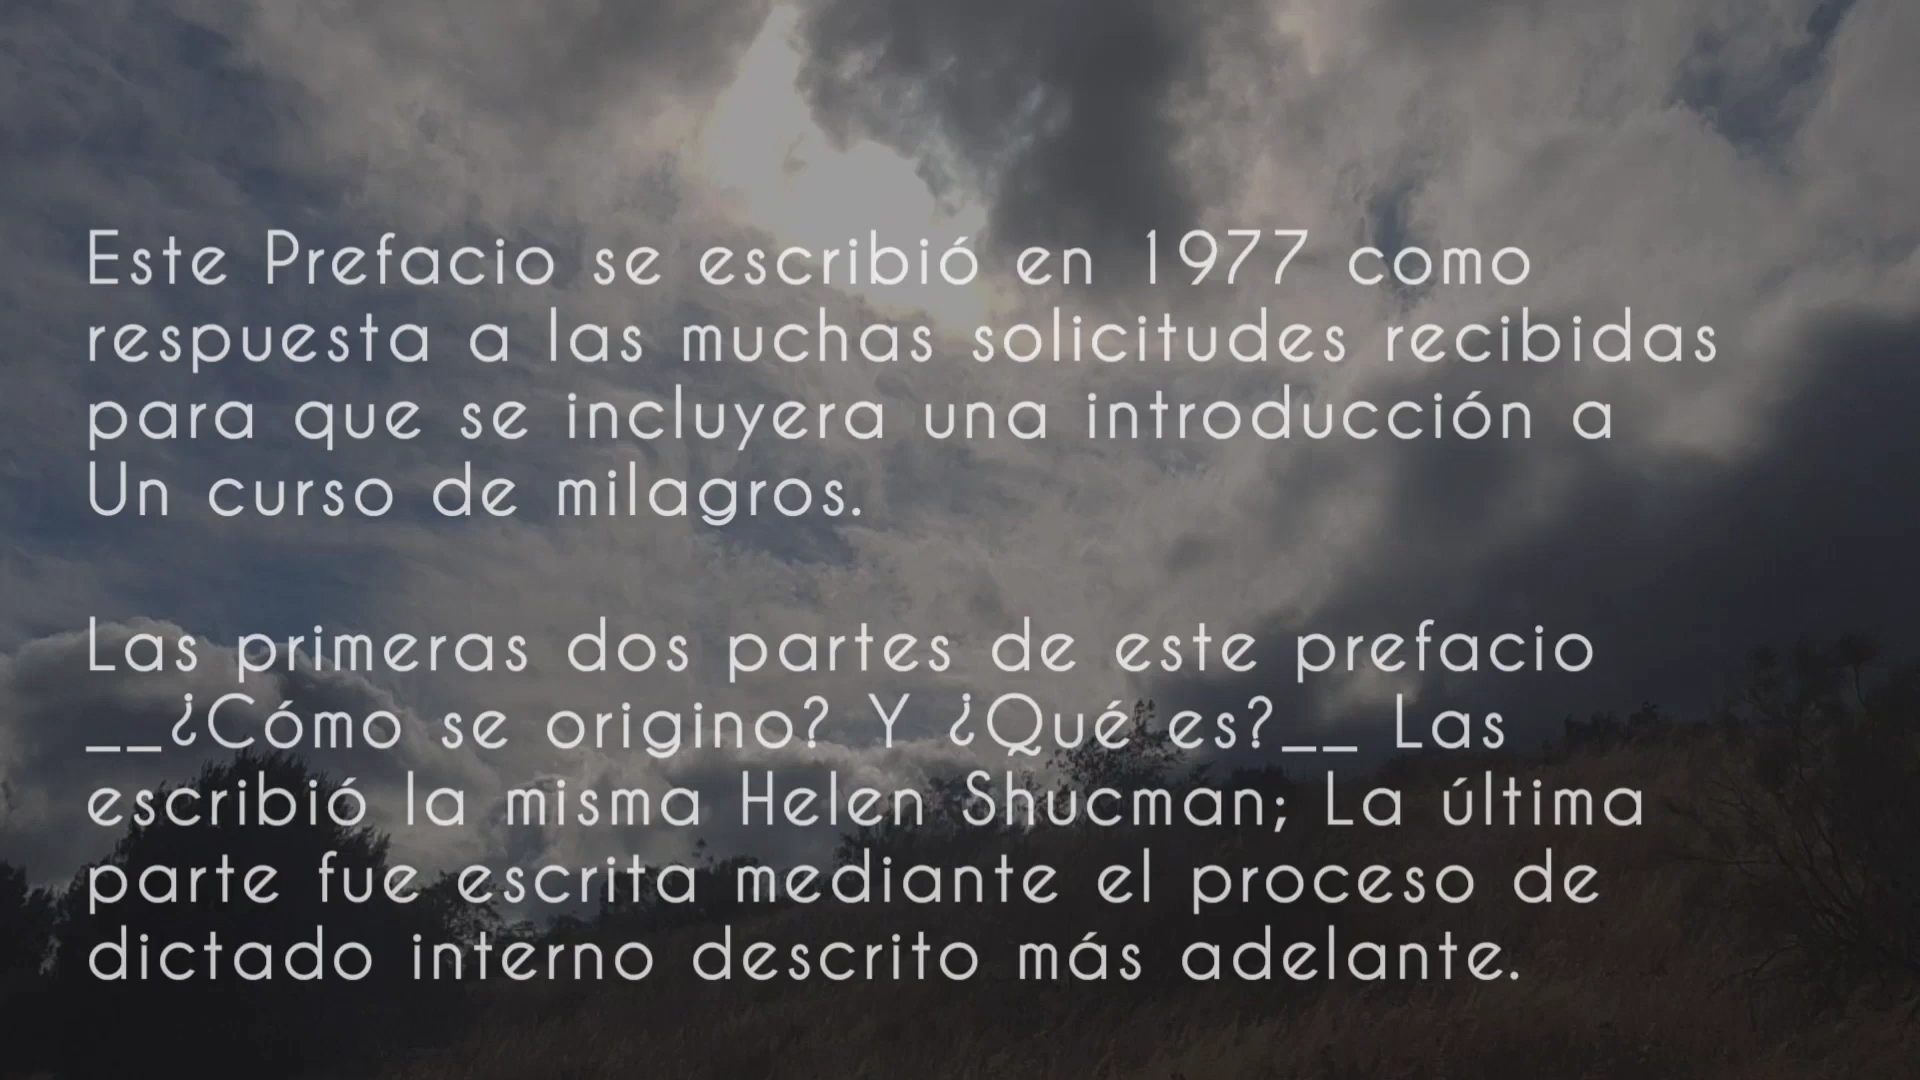 Este Prefacio se escribió en 1977 como
respuesta a las muchas solicitudes recibidas
para que se incluyera una introducción a
Un curso de milagros.
Las primeras dos partes de este prefacio
__¿Cómo se origino? Y ¿Qué es?__ Las
escribió la misma Helen Shucman; La última
parte fue escrita mediante el proceso de
dictado interno descrito más adelante.